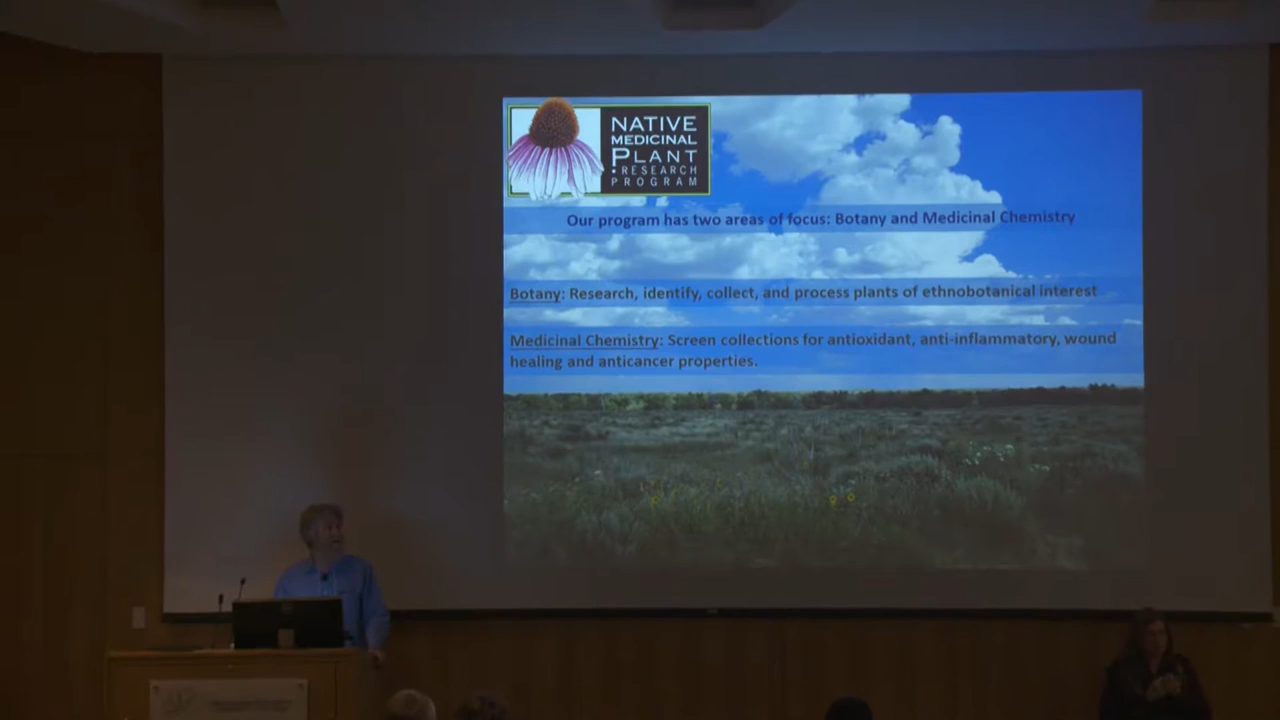 NATIVE
MEDICINAL
PLANT
•RESEARCH
PROGRAM
Our program has two areas of focus: Botany and Medicinal Chemistry
Botany: Research, identify, collect, and process plants of ethnobotanical interest
Medicinal Chemistry: Screen collections for antioxidant, anti-inflammatory, wound
healing and anticancer properties.